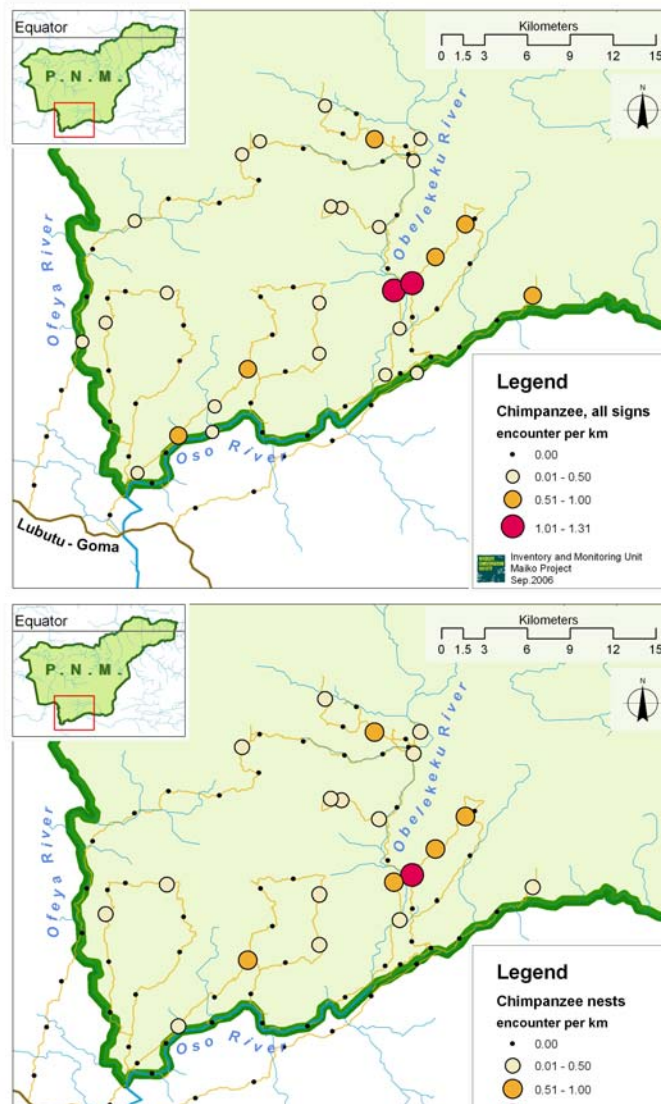 Equator
P.N.M.
Kilometers
0 1.5 3 6 9 12 15
N
Obelekeku River
Ofeya River
Oso River
Lubutu - Goma
Legend
Chimpanzee, all signs
encounter per km
0.00
0.01 - 0.50
0.51 - 1.00
1.01 - 1.31
Inventory and Monitoring Unit
Maiko Project
Sep.2006
Equator
P.N.M.
Kilometers
0 1.5 3 6 9 12 15
N
Obelekeku River
Ofeya River
Oso River
Legend
Chimpanzee nests
encounter per km
0.00
0.01 - 0.50
0.51 - 1.00